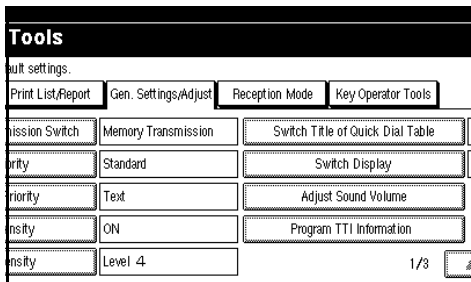 Tools
ault settings.
Print List/Report Gen. Settings/Adjust Reception Mode Key Operator Tools
ission Switch Memory Transmission Switch Title of Quick Dial Table
ority Standard Switch Display
riority Text Adjust Sound Volume
nsity ON Program TTI Information
ensity Level 4 1/3